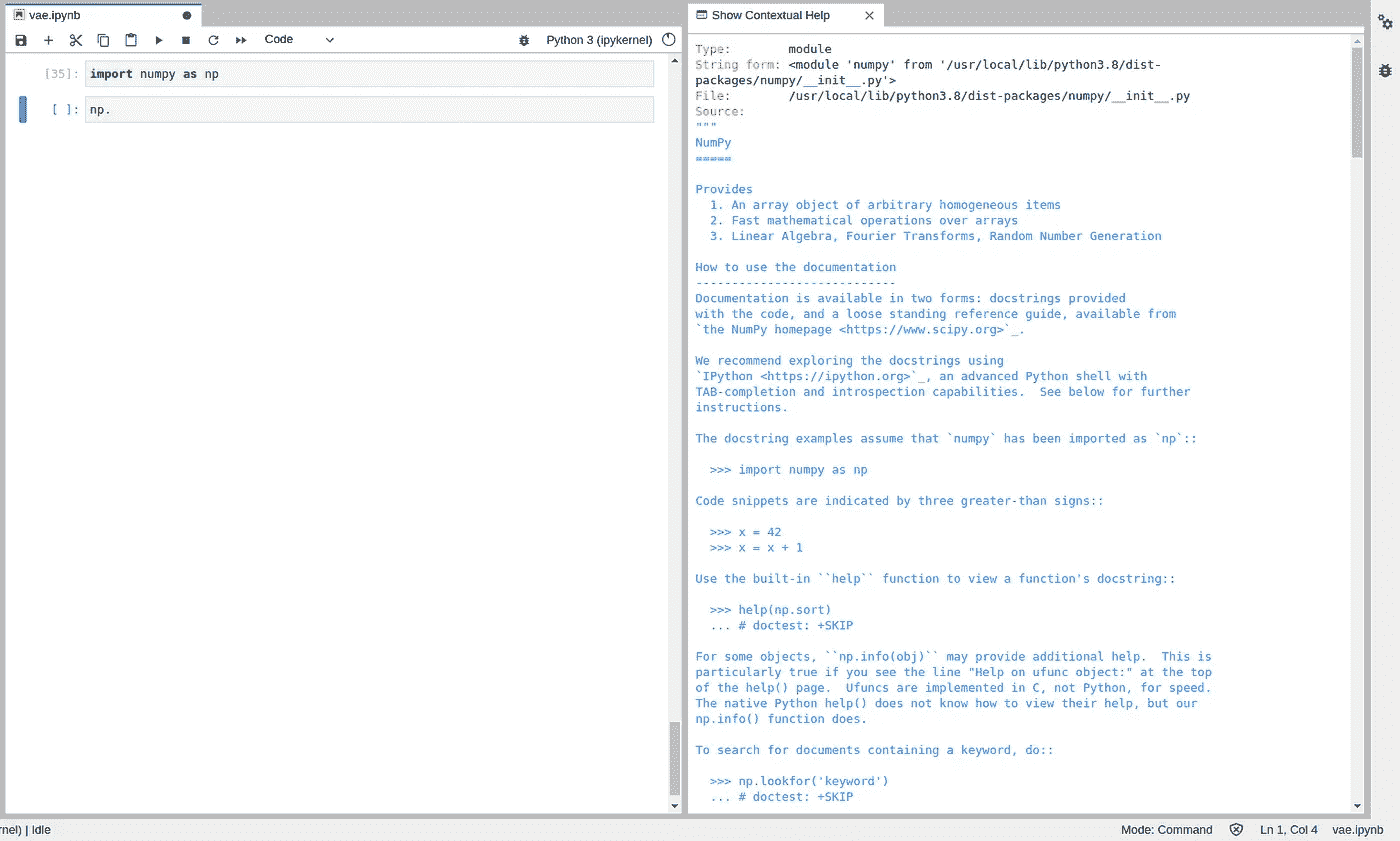 vae.ipynb
Code
Python 3 (ipykernel)
[35]: import numpy as np
[ ]: np.
Show Contextual Help
Type: module
String form: <module 'numpy' from '/usr/local/lib/python3.8/dist-
packages/numpy/__init__.py'>
File: /usr/local/lib/python3.8/dist-packages/numpy/__init__.py
Source:
"""
NumPy
=====
Provides
1. An array object of arbitrary homogeneous items
2. Fast mathematical operations over arrays
3. Linear Algebra, Fourier Transforms, Random Number Generation
How to use the documentation
----------------------------
Documentation is available in two forms: docstrings provided
with the code, and a loose standing reference guide, available from
`the NumPy homepage <https://www.scipy.org>`_.
We recommend exploring the docstrings using
`IPython <https://ipython.org>`_, an advanced Python shell with
TAB-completion and introspection capabilities.  See below for further
instructions.
The docstring examples assume that `numpy` has been imported as `np`::
>>> import numpy as np
Code snippets are indicated by three greater-than signs::
>>> x = 42
>>> x = x + 1
Use the built-in ``help`` function to view a function's docstring::
>>> help(np.sort)
... # doctest: +SKIP
For some objects, ``np.info(obj)`` may provide additional help.  This is
particularly true if you see the line "Help on ufunc object:" at the top
of the help() page.  Ufuncs are implemented in C, not Python, for speed.
The native Python help() does not know how to view their help, but our
np.info() function does.
To search for documents containing a keyword, do::
>>> np.lookfor('keyword')
... # doctest: +SKIP
nel) | Idle
Mode: Command
Ln 1, Col 4
vae.ipynb